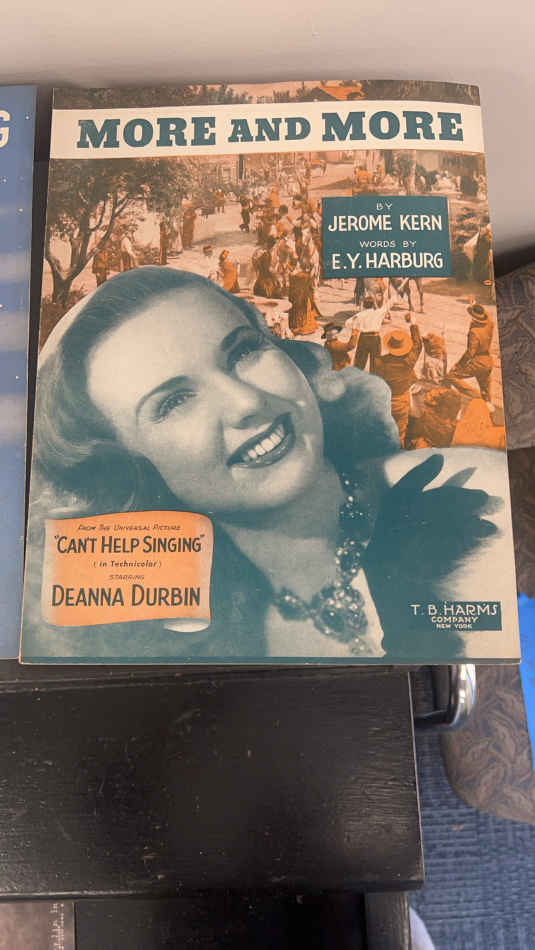 G
MORE AND MORE
BY
JEROME KERN
WORDS BY
E.Y. HARBURG
FROM THE UNIVERSAL PICTURE
"CAN'T HELP SINGING"
(in Technicolor)
STARRING
DEANNA DURBIN
T. B. HARMS
COMPANY
NEW YORK